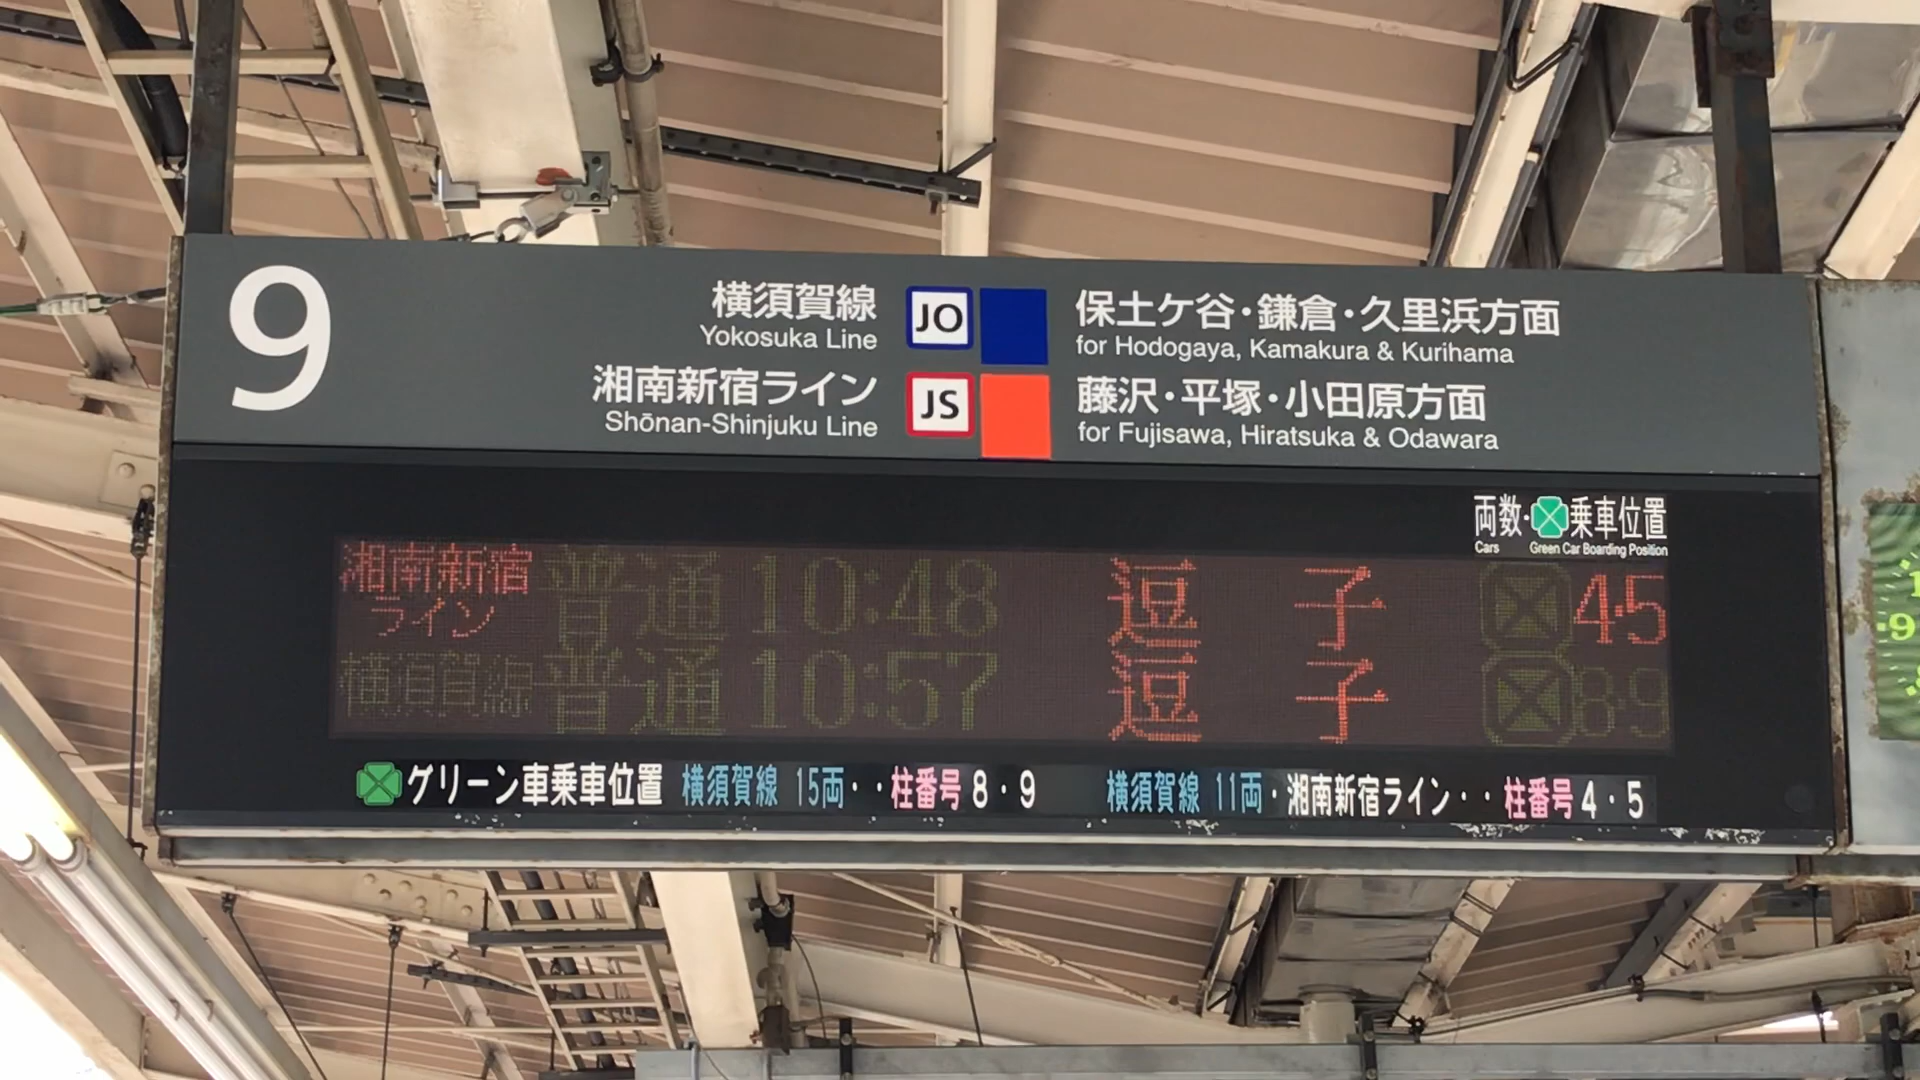 9
横須賀線 JO 保土ケ谷・鎌倉・久里浜方面
Yokosuka Line for Hodogaya, Kamakura & Kurihama
湘南新宿ライン JS 藤沢・平塚・小田原方面
Shōnan-Shinjuku Line for Fujisawa, Hiratsuka & Odawara
両数・乗車位置
Cars Green Car Boarding Position
湘南新宿ライン 普通 10:48 逗子 4・5
横須賀線 普通 10:57 逗子 8・9
グリーン車乗車位置 横須賀線 15両・・柱番号 8・9 横須賀線 11両・湘南新宿ライン・・柱番号 4・5